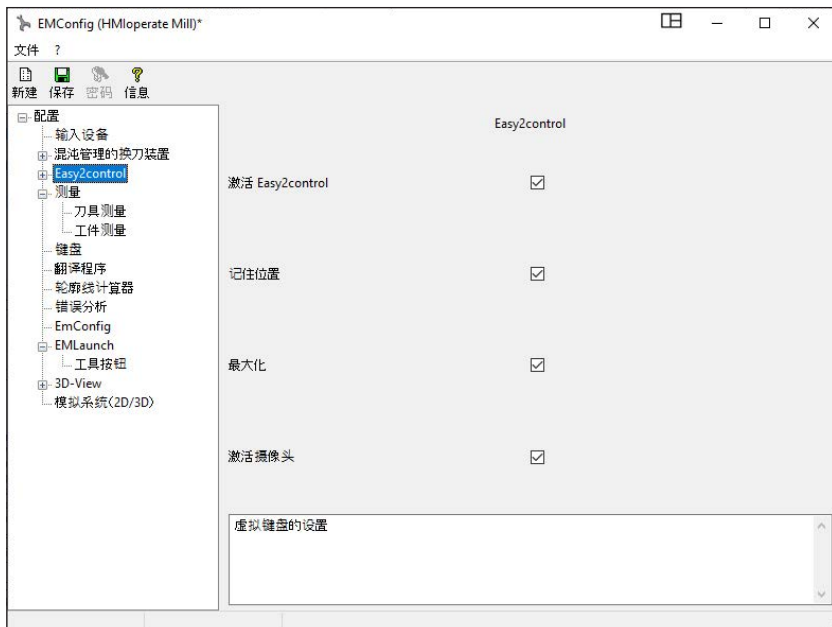 EMConfig (HMIoperate Mill)*
文件 ?
新建 保存 密码 信息
配置
输入设备
混沌管理的换刀装置
Easy2control
测量
刀具测量
工件测量
键盘
翻译程序
轮廓线计算器
错误分析
EmConfig
EMLaunch
工具按钮
3D-View
模拟系统(2D/3D)
Easy2control
激活 Easy2control
记住位置
最大化
激活摄像头
虚拟键盘的设置